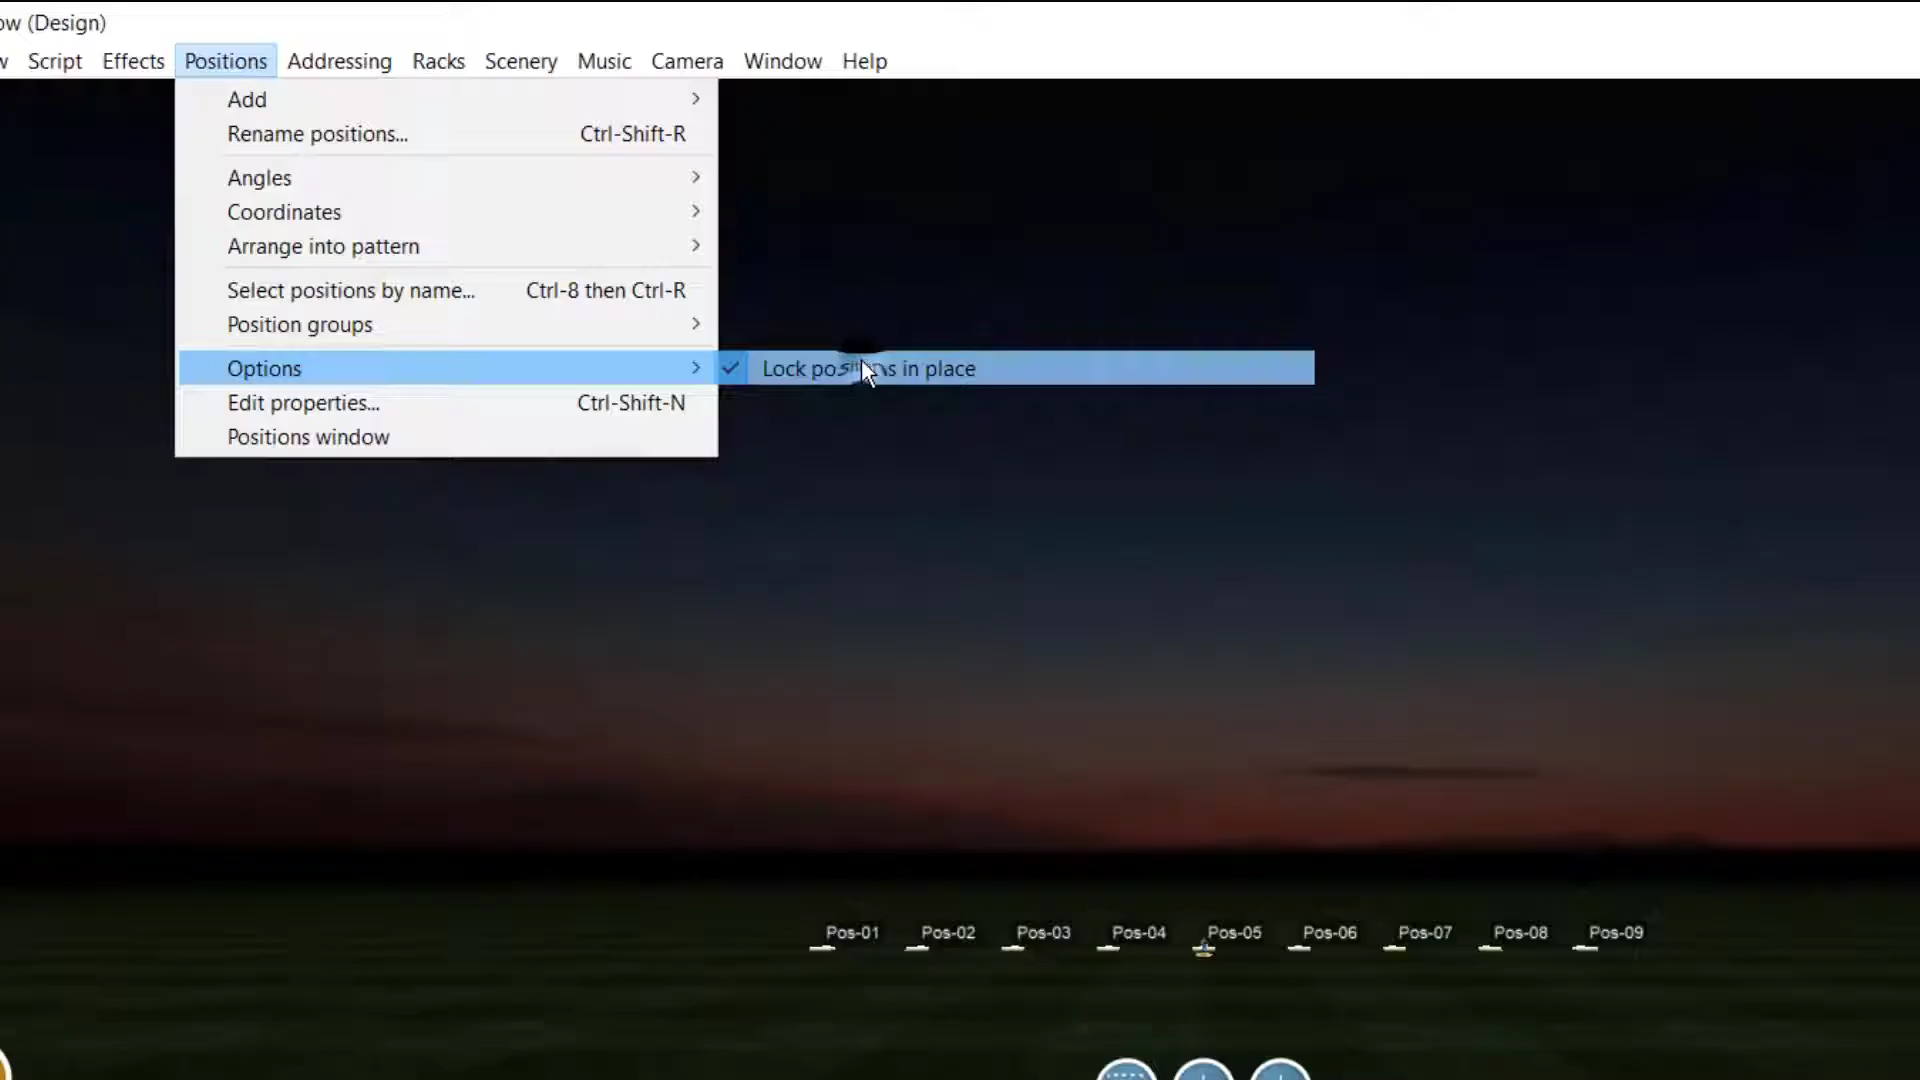 ow (Design)
w Script Effects Positions Addressing Racks Scenery Music Camera Window Help
Add
Rename positions... Ctrl-Shift-R
Angles
Coordinates
Arrange into pattern
Select positions by name... Ctrl-8 then Ctrl-R
Position groups
Options Lock positions in place
Edit properties... Ctrl-Shift-N
Positions window
Pos-01 Pos-02 Pos-03 Pos-04 Pos-05 Pos-06 Pos-07 Pos-08 Pos-09